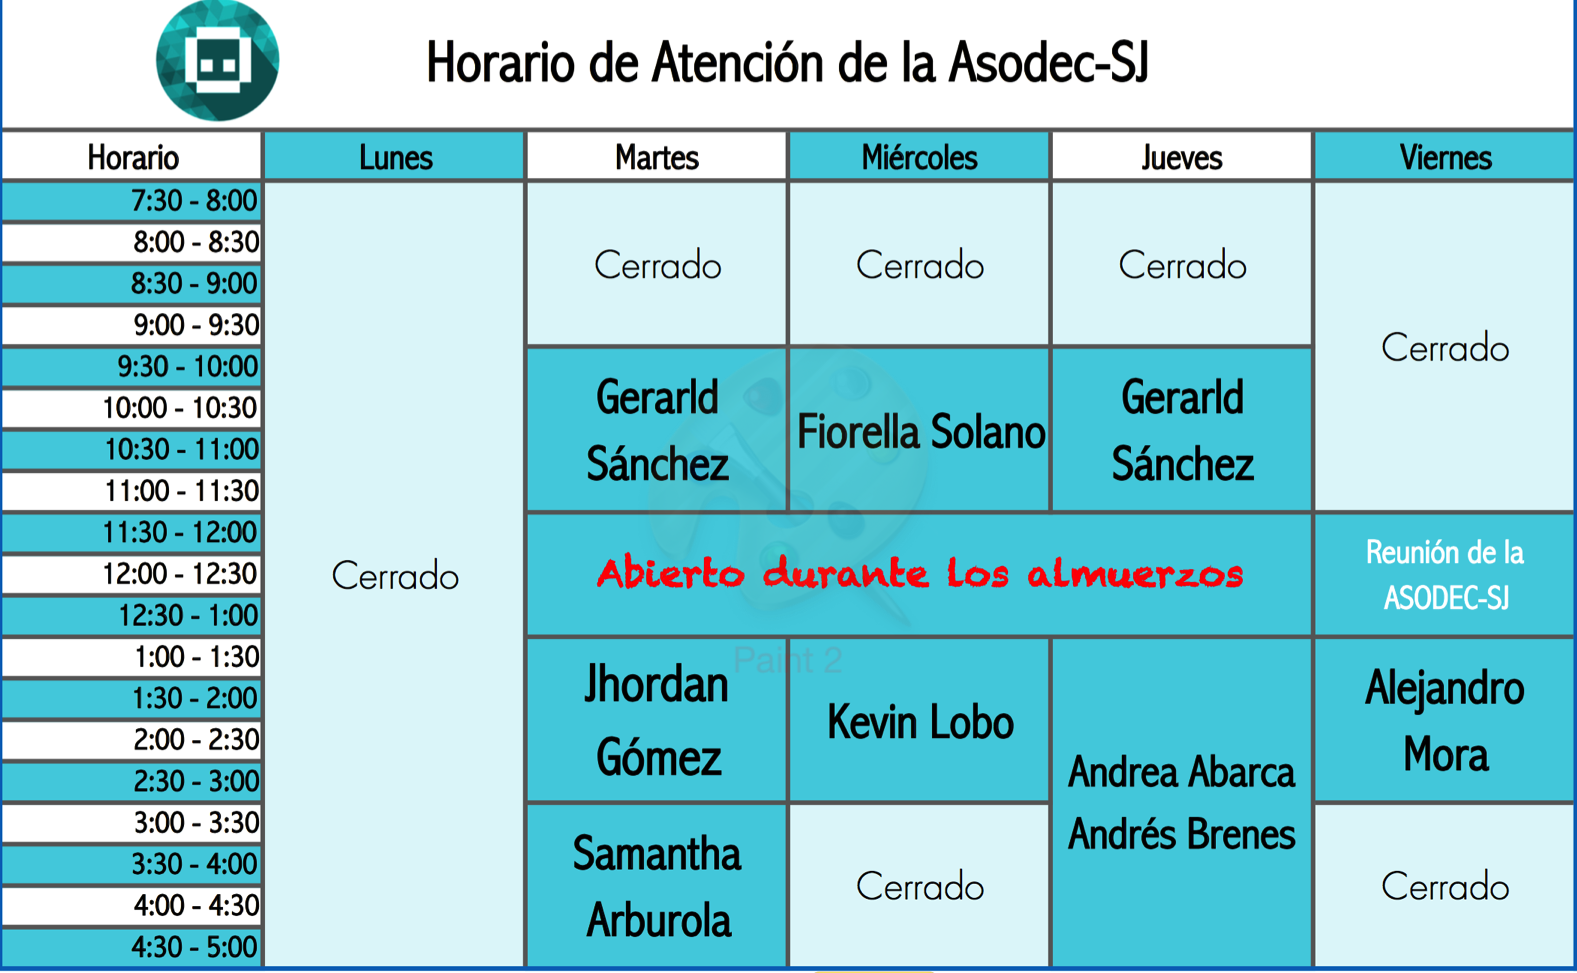 Horario de Atención de la Asodec-SJ
Horario Lunes Martes Miércoles Jueves Viernes
7:30 - 8:00
8:00 - 8:30
8:30 - 9:00
9:00 - 9:30
9:30 - 10:00
10:00 - 10:30
10:30 - 11:00
11:00 - 11:30
11:30 - 12:00
12:00 - 12:30
12:30 - 1:00
1:00 - 1:30
1:30 - 2:00
2:00 - 2:30
2:30 - 3:00
3:00 - 3:30
3:30 - 4:00
4:00 - 4:30
4:30 - 5:00
Cerrado
Cerrado
Gerarld
Sánchez
Cerrado
Fiorella Solano
Cerrado
Gerarld
Sánchez
Cerrado
Abierto durante los almuerzos
Reunión de la
ASODEC-SJ
Paint 2
Jhordan
Gómez
Samantha
Arburola
Kevin Lobo
Cerrado
Andrea Abarca
Andrés Brenes
Alejandro
Mora
Cerrado